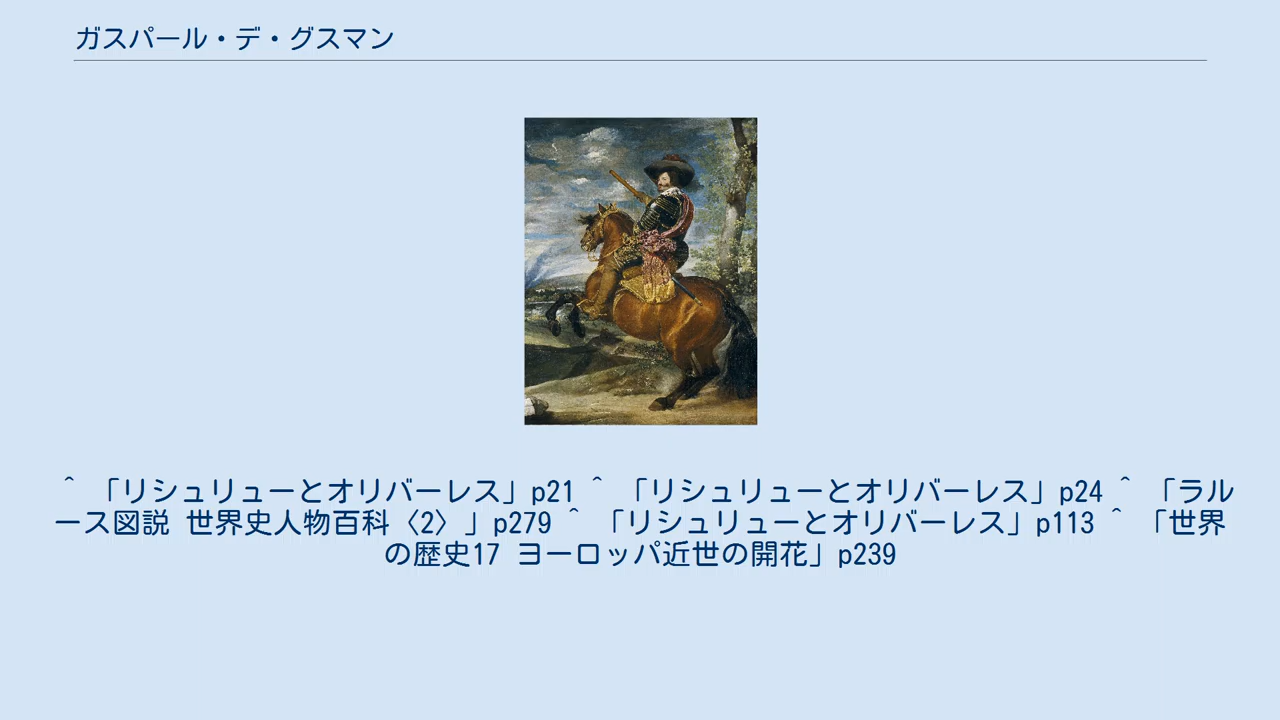 ガスパール・デ・グスマン
^ 「リシュリューとオリバーレス」p21 ^ 「リシュリューとオリバーレス」p24 ^ 「ラル
ース図説 世界史人物百科〈2〉」p279 ^ 「リシュリューとオリバーレス」p113 ^ 「世界
の歴史17 ヨーロッパ近世の開花」p239